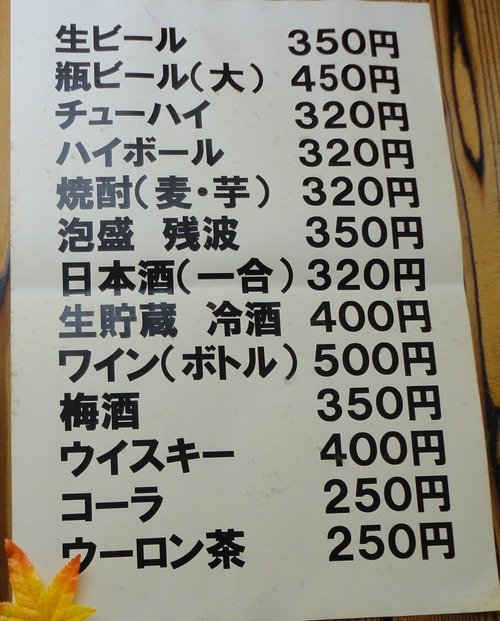 生ビール 350円
瓶ビール(大) 450円
チューハイ 320円
ハイボール 320円
焼酎(麦・芋) 320円
泡盛 残波 350円
日本酒(一合) 320円
生貯蔵 冷酒 400円
ワイン(ボトル) 500円
梅酒 350円
ウイスキー 400円
コーラ 250円
ウーロン茶 250円